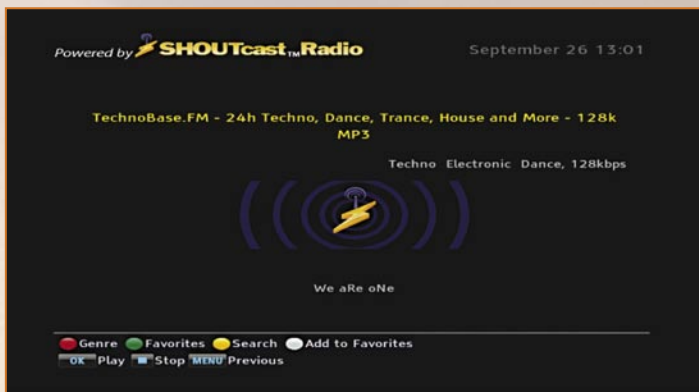 Powered by SHOUTcast™ Radio
September 26 13:01
TechnoBase.FM - 24h Techno, Dance, Trance, House and More - 128k
MP3
Techno Electronic Dance, 128kbps
We aRe oNe
Genre Favorites Search Add to Favorites
OK Play Stop MENU Previous